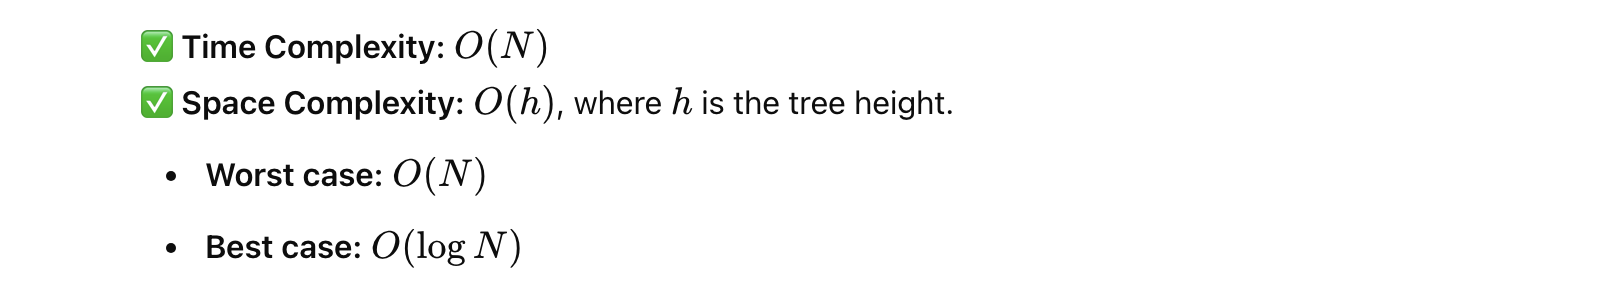 ✅ Time Complexity: O(N)
✅ Space Complexity: O(h), where h is the tree height.
• Worst case: O(N)
• Best case: O(log N)